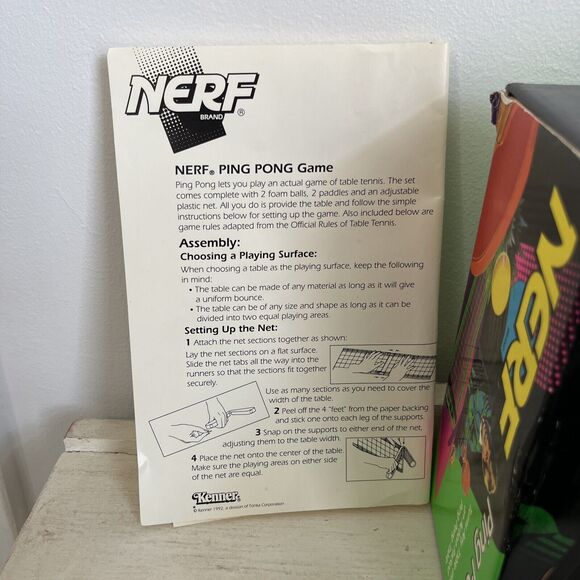 NERF
BRAND ®
NERF® PING PONG Game
Ping Pong lets you play an actual game of table tennis. The set
comes complete with 2 foam balls, 2 paddles and an adjustable
plastic net. All you do is provide the table and follow the simple
instructions below for setting up the game. Also included below are
game rules adapted from the Official Rules of Table Tennis.
Assembly:
Choosing a Playing Surface:
When choosing a table as the playing surface, keep the following
in mind:
• The table can be made of any material as long as it will give
a uniform bounce.
• The table can be of any size and shape as long as it can be
divided into two equal playing areas.
Setting Up the Net:
1 Attach the net sections together as shown:
Lay the net sections on a flat surface.
Slide the net tabs all the way into the
runners so that the sections fit together
securely.
Use as many sections as you need to cover the
width of the table.
2 Peel off the 4 "feet" from the paper backing
and stick one onto each leg of the supports.
3 Snap on the supports to either end of the net,
adjusting them to the table width.
4 Place the net onto the center of the table.
Make sure the playing areas on either side
of the net are equal.
Kenner
© Kenner 1992, a division of Tonka Corporation
NERF